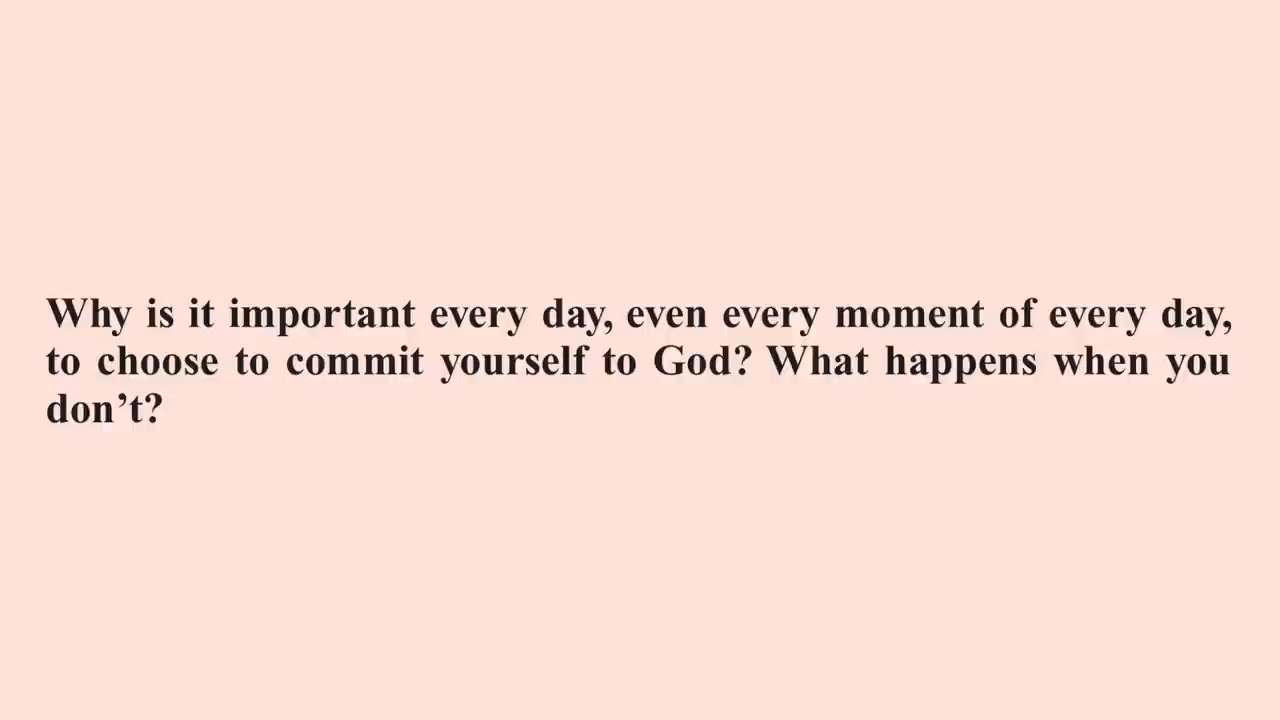 Why is it important every day, even every moment of every day,
to choose to commit yourself to God? What happens when you
don’t?